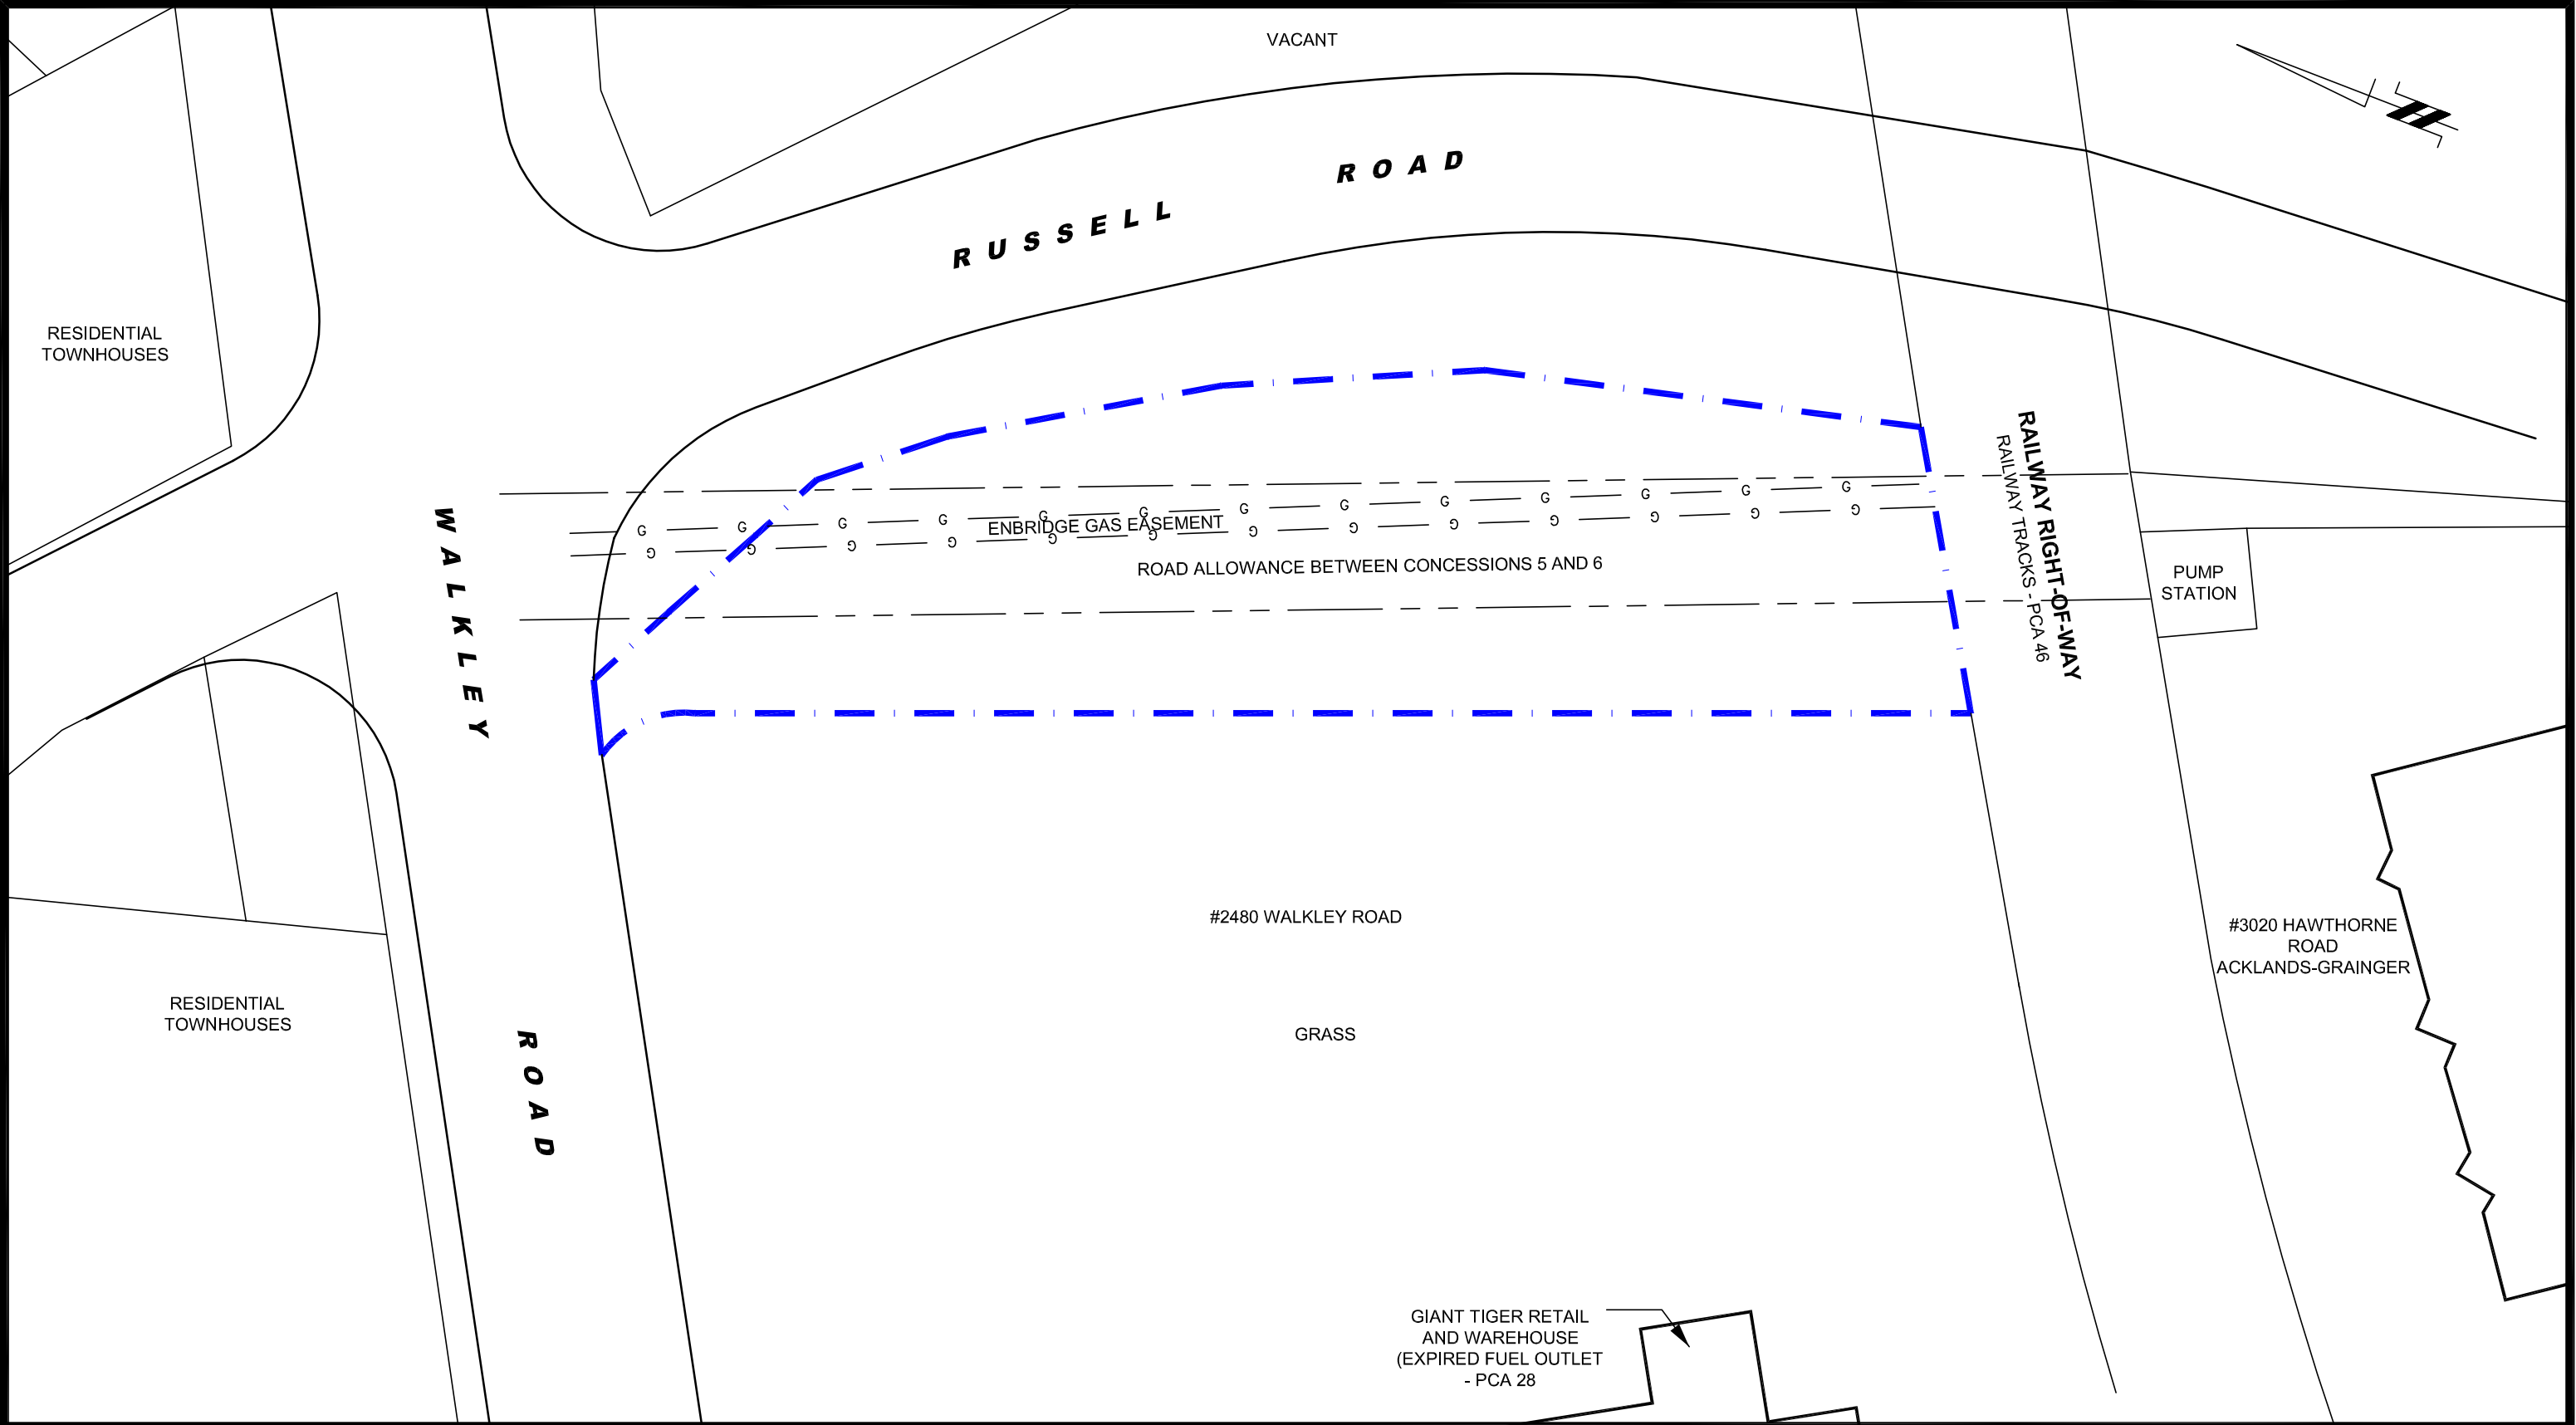 VACANT
RUSSELL ROAD
RESIDENTIAL
TOWNHOUSES
WALKLEY ROAD
G G G G G G G G G G G G G
ENBRIDGE GAS EASEMENT
G G G G G G G G G G G G G
ROAD ALLOWANCE BETWEEN CONCESSIONS 5 AND 6
RAILWAY RIGHT-OF-WAY
RAILWAY TRACKS - PCA 46
PUMP
STATION
#2480 WALKLEY ROAD
#3020 HAWTHORNE
ROAD
ACKLANDS-GRAINGER
RESIDENTIAL
TOWNHOUSES
GRASS
GIANT TIGER RETAIL
AND WAREHOUSE
(EXPIRED FUEL OUTLET
- PCA 28